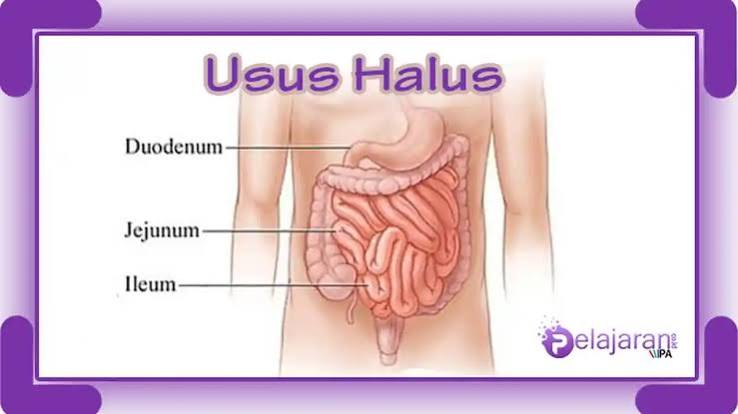 Usus Halus
Duodenum
Jejunum
Ileum
Pelajaran
IPA